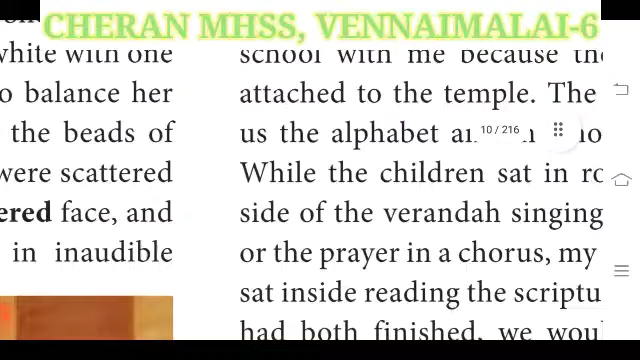 CHERAN MHSS, VENNAIMALAI-6
white with one
o balance her
the beads of
were scattered
ered face, and
in inaudible
school with me because the
attached to the temple. The
us the alphabet
10 / 216
While the children sat in ro
side of the verandah singing
or the prayer in a chorus, my
sat inside reading the scriptu
had both finished, we woul